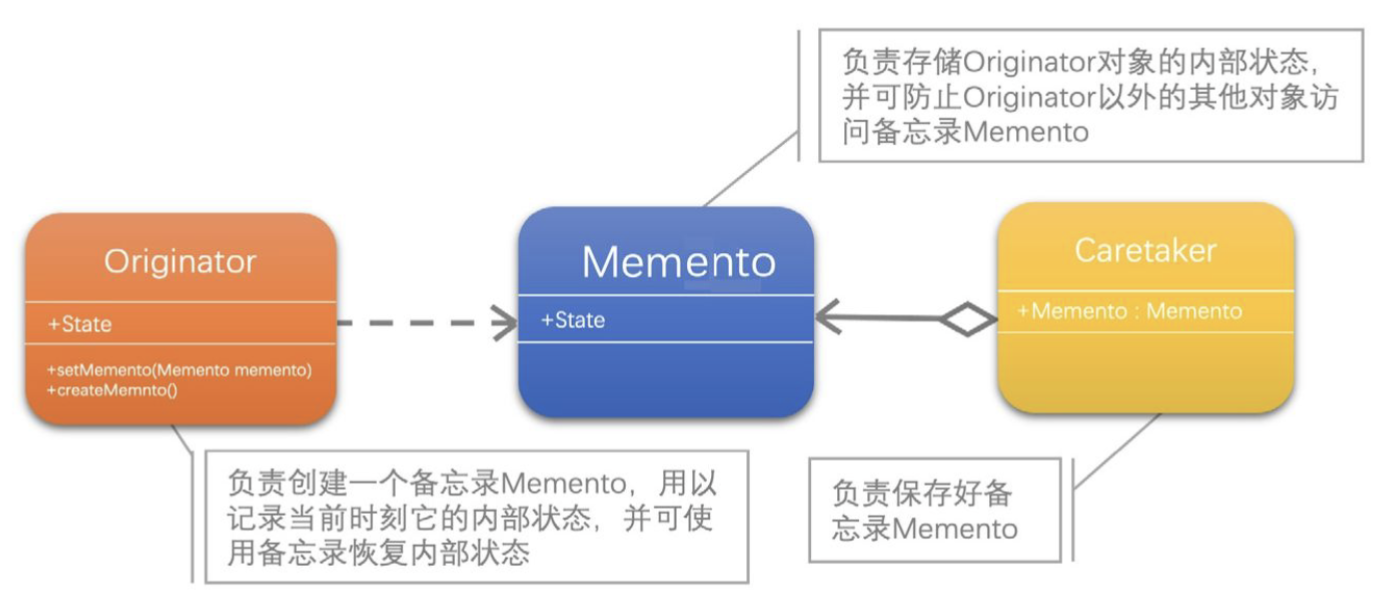 负责存储Originator对象的内部状态,
并可防止Originator以外的其他对象访
问备忘录Memento
Originator
+State
+setMemento(Memento memento)
+createMemnto()
Memento
+State
Caretaker
+Memento : Memento
负责创建一个备忘录Memento, 用以
记录当前时刻它的内部状态, 并可使
用备忘录恢复内部状态
负责保存好备
忘录Memento